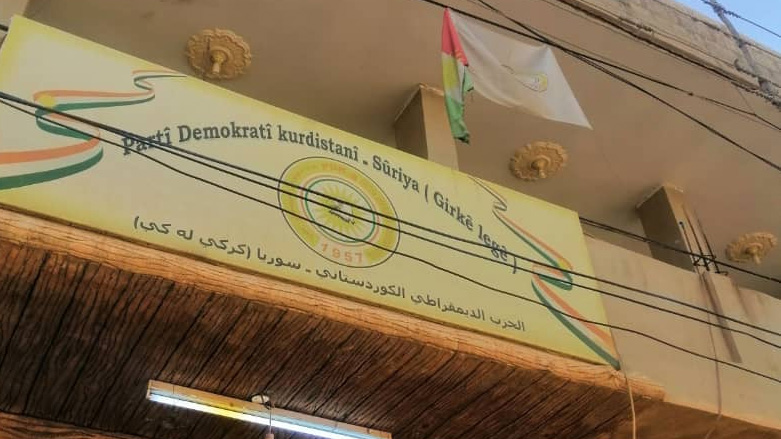 Partî Demokratî kurdistanî - Sûriya ( Girkê legê )
1957
الحزب الديمقراطي الكوردستاني - سوريا (كركي له كي)